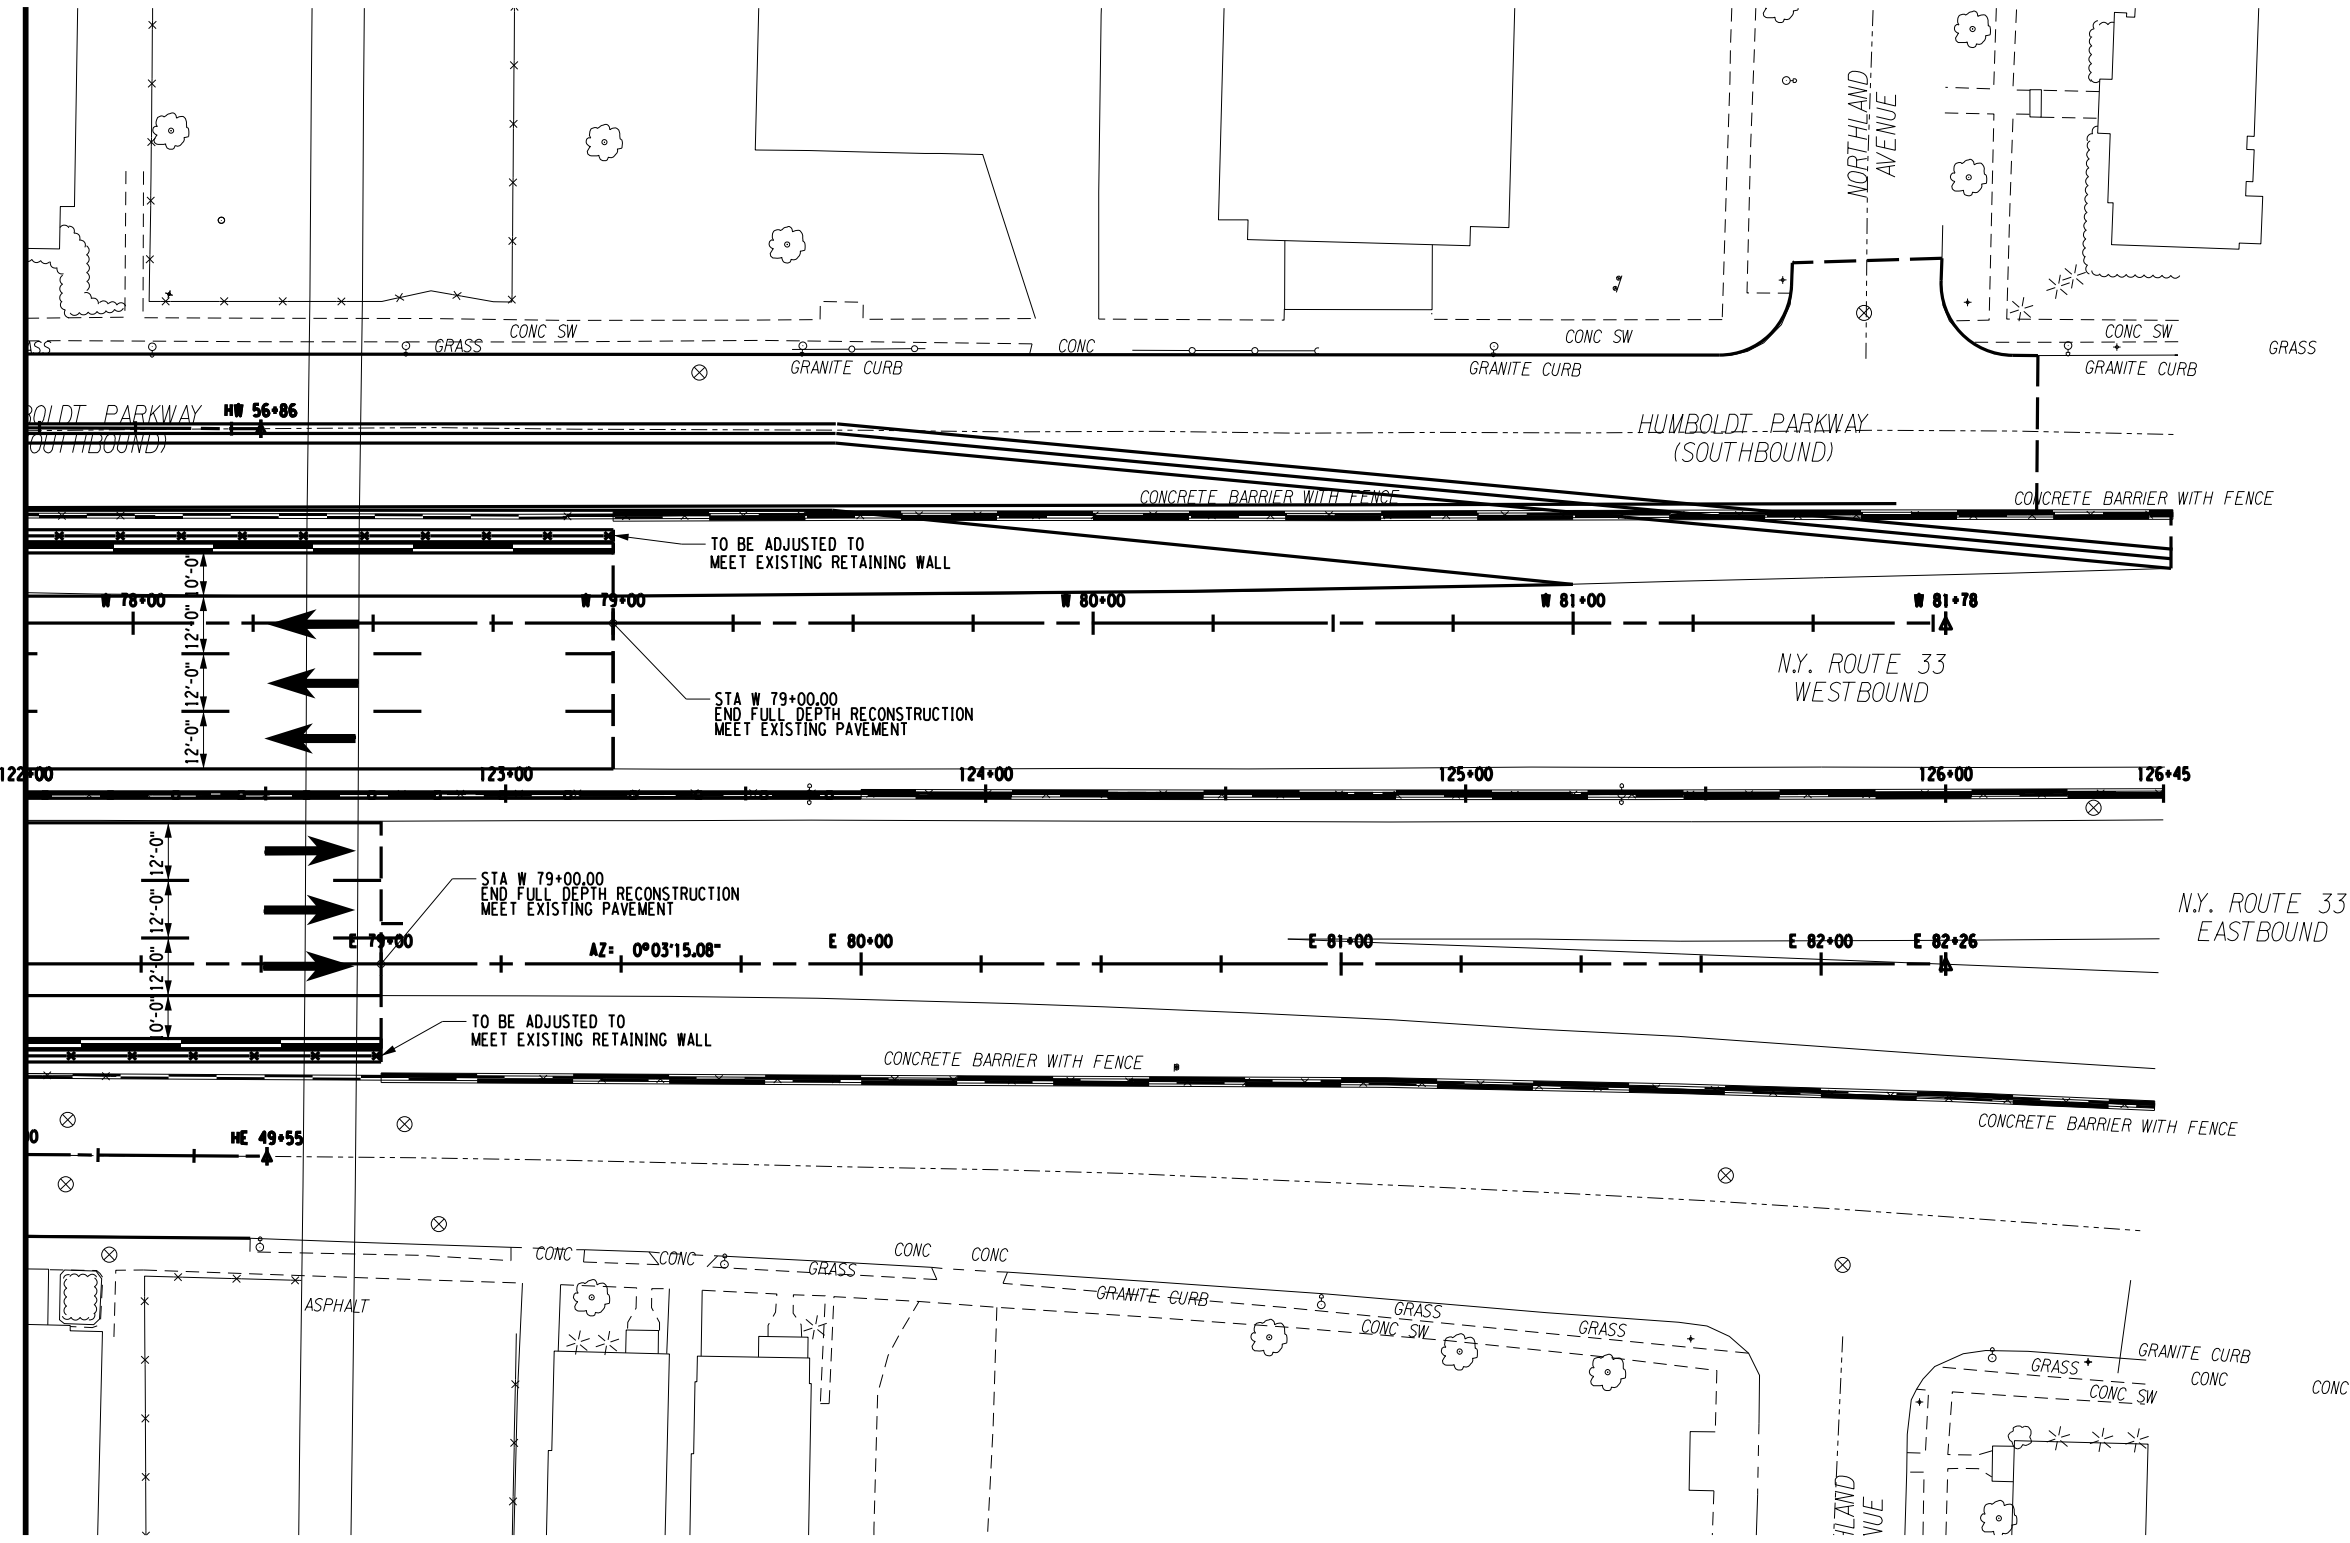 NORTHLAND
AVENUE
CONC SW
CONC SW
CONC SW
ASS
GRASS
CONC
GRASS
GRANITE CURB
GRANITE CURB
GRANITE CURB
BOLDT PARKWAY
OUTHBOUND)
HW 56+86
HUMBOLDT PARKWAY
(SOUTHBOUND)
CONCRETE BARRIER WITH FENCE
CONCRETE BARRIER WITH FENCE
TO BE ADJUSTED TO
MEET EXISTING RETAINING WALL
10'-0"
W 78+00
W 79+00
W 80+00
W 81+00
W 81+78
12'-0"
12'-0"
12'-0"
N.Y. ROUTE 33
WESTBOUND
STA W 79+00.00
END FULL DEPTH RECONSTRUCTION
MEET EXISTING PAVEMENT
122+00
123+00
124+00
125+00
126+00
126+45
12'-0"
12'-0"
12'-0"
10'-0"
STA W 79+00.00
END FULL DEPTH RECONSTRUCTION
MEET EXISTING PAVEMENT
N.Y. ROUTE 33
EASTBOUND
E 79+00
AZ= 0°03'15.08"
E 80+00
E 81+00
E 82+00
E 82+26
TO BE ADJUSTED TO
MEET EXISTING RETAINING WALL
CONCRETE BARRIER WITH FENCE
CONCRETE BARRIER WITH FENCE
0
HE 49+55
CONC
CONC
CONC
CONC
GRASS
ASPHALT
GRANITE CURB
GRASS
CONC SW
GRASS
GRANITE CURB
GRASS
CONC
CONC
CONC SW
HLAND
NUE